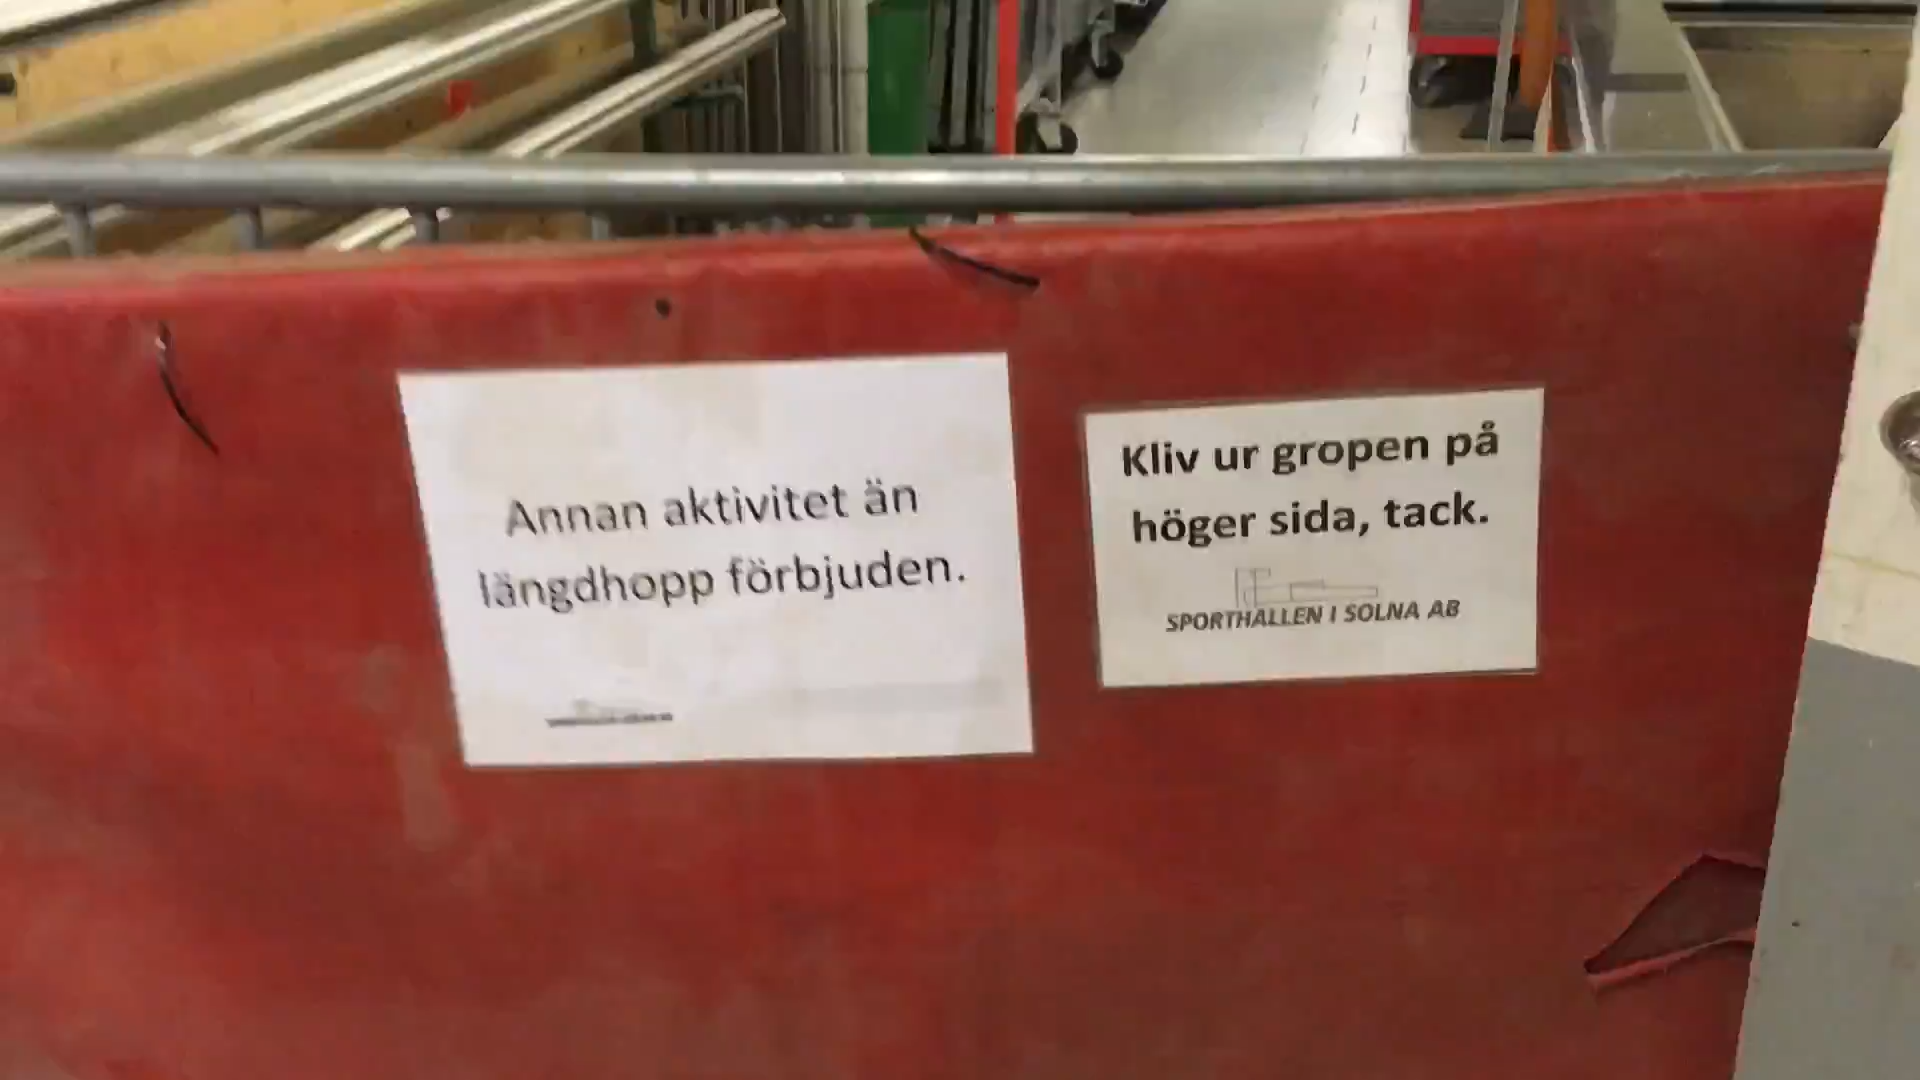 Annan aktivitet än
längdhopp förbjuden.
Kliv ur gropen på
höger sida, tack.
SPORTHALLEN I SOLNA AB